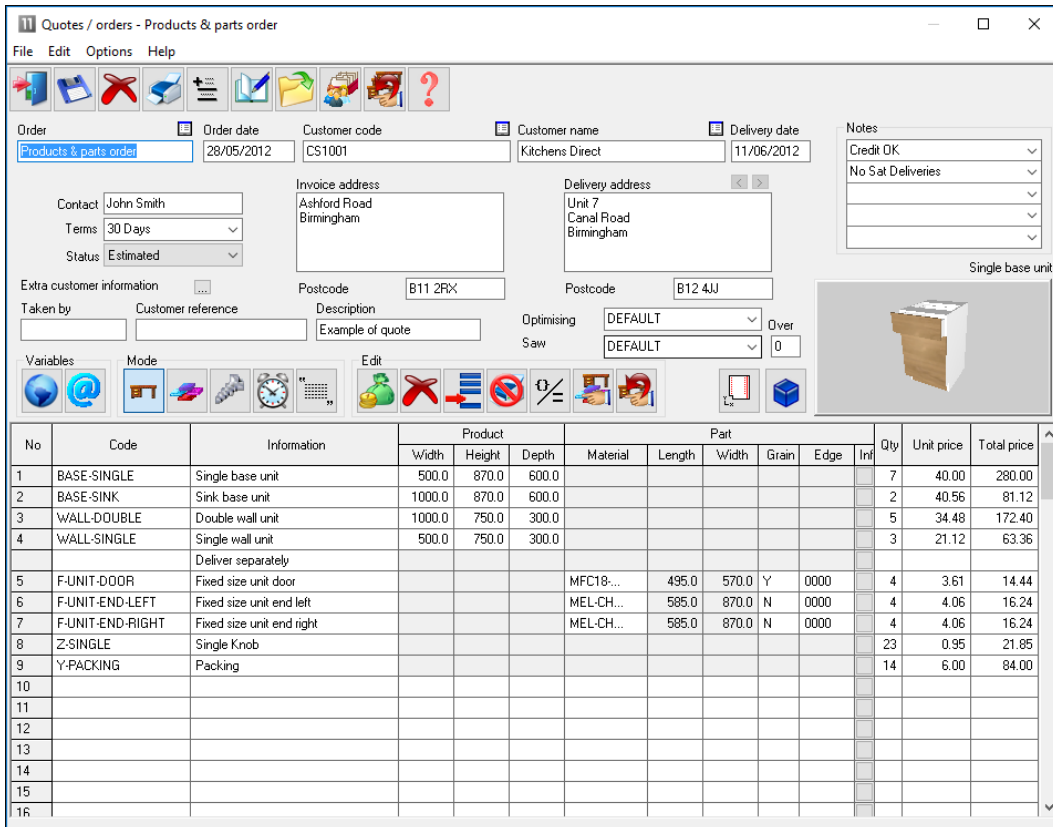 Quotes / orders - Products & parts order
File Edit Options Help
Order Order date Customer code Customer name Delivery date Notes
Products & parts order 28/05/2012 CS1001 Kitchens Direct 11/06/2012 Credit OK
No Sat Deliveries
Invoice address Delivery address
Contact John Smith Ashford Road Unit 7
Birmingham Canal Road
Terms 30 Days Birmingham
Status Estimated
Single base unit
Extra customer information ... Postcode B11 2RX Postcode B12 4JJ
Taken by Customer reference Description Optimising DEFAULT Over
Example of quote Saw DEFAULT 0
Variables Mode Edit
No Code Information Product Part Qty Unit price Total price
Width Height Depth Material Length Width Grain Edge Inf
1 BASE-SINGLE Single base unit 500.0 870.0 600.0 7 40.00 280.00
2 BASE-SINK Sink base unit 1000.0 870.0 600.0 2 40.56 81.12
3 WALL-DOUBLE Double wall unit 1000.0 750.0 300.0 5 34.48 172.40
4 WALL-SINGLE Single wall unit 500.0 750.0 300.0 3 21.12 63.36
Deliver separately
5 F-UNIT-DOOR Fixed size unit door MFC18-... 495.0 570.0 Y 0000 4 3.61 14.44
6 F-UNIT-END-LEFT Fixed size unit end left MEL-CH... 585.0 870.0 N 0000 4 4.06 16.24
7 F-UNIT-END-RIGHT Fixed size unit end right MEL-CH... 585.0 870.0 N 0000 4 4.06 16.24
8 Z-SINGLE Single Knob 23 0.95 21.85
9 Y-PACKING Packing 14 6.00 84.00
10
11
12
13
14
15
16